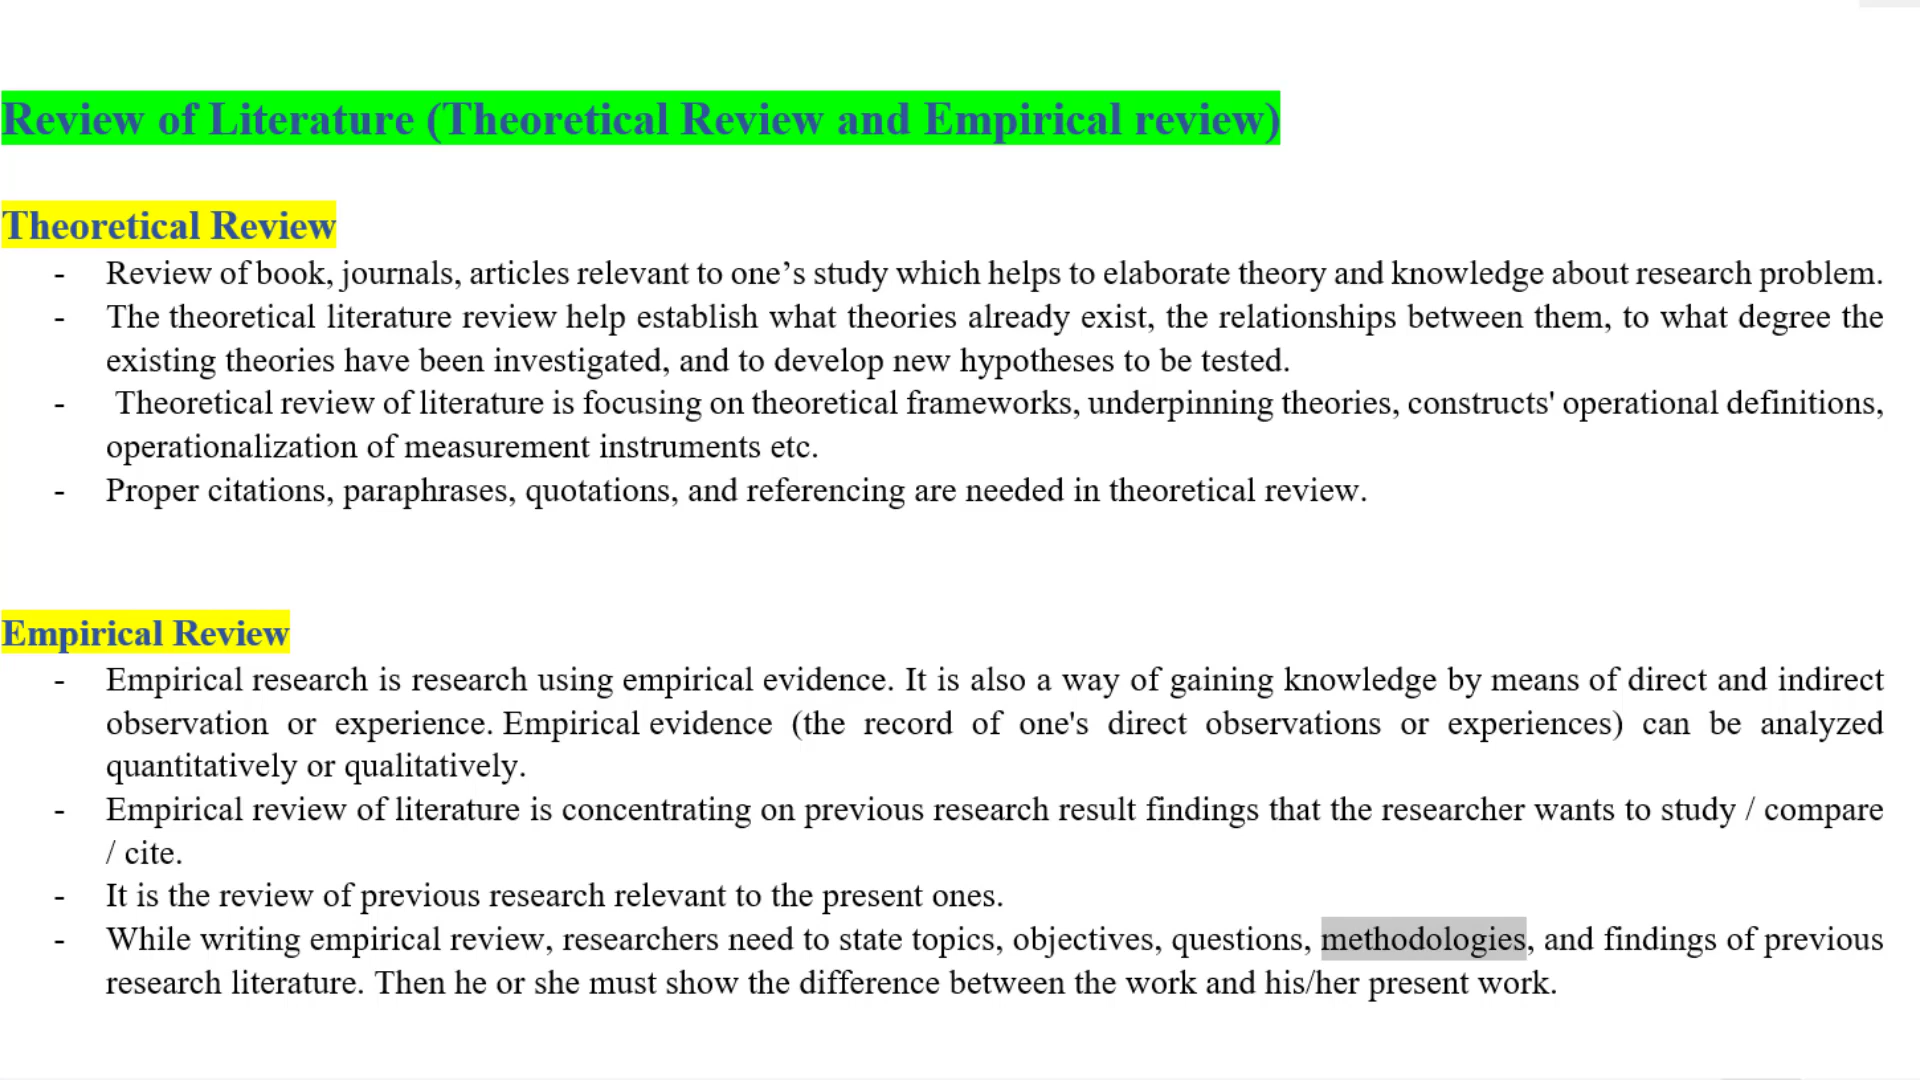 Review of Literature (Theoretical Review and Empirical review)
Theoretical Review
- Review of book, journals, articles relevant to one’s study which helps to elaborate theory and knowledge about research problem.
- The theoretical literature review help establish what theories already exist, the relationships between them, to what degree the
existing theories have been investigated, and to develop new hypotheses to be tested.
- Theoretical review of literature is focusing on theoretical frameworks, underpinning theories, constructs' operational definitions,
operationalization of measurement instruments etc.
- Proper citations, paraphrases, quotations, and referencing are needed in theoretical review.
Empirical Review
- Empirical research is research using empirical evidence. It is also a way of gaining knowledge by means of direct and indirect
observation or experience. Empirical evidence (the record of one's direct observations or experiences) can be analyzed
quantitatively or qualitatively.
- Empirical review of literature is concentrating on previous research result findings that the researcher wants to study / compare
/ cite.
- It is the review of previous research relevant to the present ones.
- While writing empirical review, researchers need to state topics, objectives, questions, methodologies, and findings of previous
research literature. Then he or she must show the difference between the work and his/her present work.